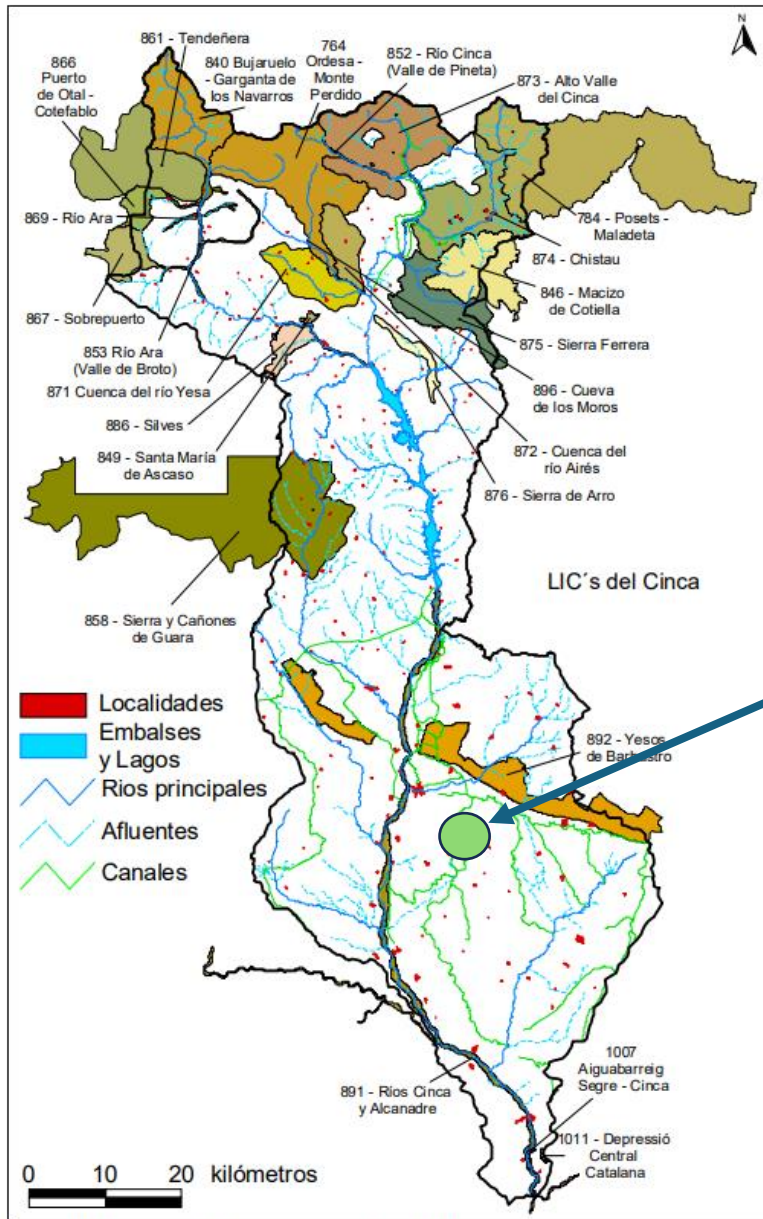 N
861 - Tendeñera
866
Puerto
de Otal -
Cotefablo
840 Bujaruelo
- Garganta de
los Navarros
764
Ordesa -
Monte
Perdido
852 - Río Cinca
(Valle de Pineta)
873 - Alto Valle
del Cinca
869 - Río Ara
784 - Posets -
Maladeta
874 - Chistau
846 - Macizo
de Cotiella
867 - Sobrepuerto
875 - Sierra Ferrera
853 Río Ara
(Valle de Broto)
871 Cuenca del río Yesa
896 - Cueva
de los Moros
886 - Silves
849 - Santa María
de Ascaso
872 - Cuenca del
río Airés
876 - Sierra de Arro
LIC´s del Cinca
858 - Sierra y Cañones
de Guara
Localidades
Embalses
y Lagos
Rios principales
Afluentes
Canales
892 - Yesos
de Barbastro
1007
Aiguabarreig
Segre - Cinca
891 - Ríos Cinca
y Alcanadre
1011 - Depressió
Central
Catalana
0 10 20 kilómetros